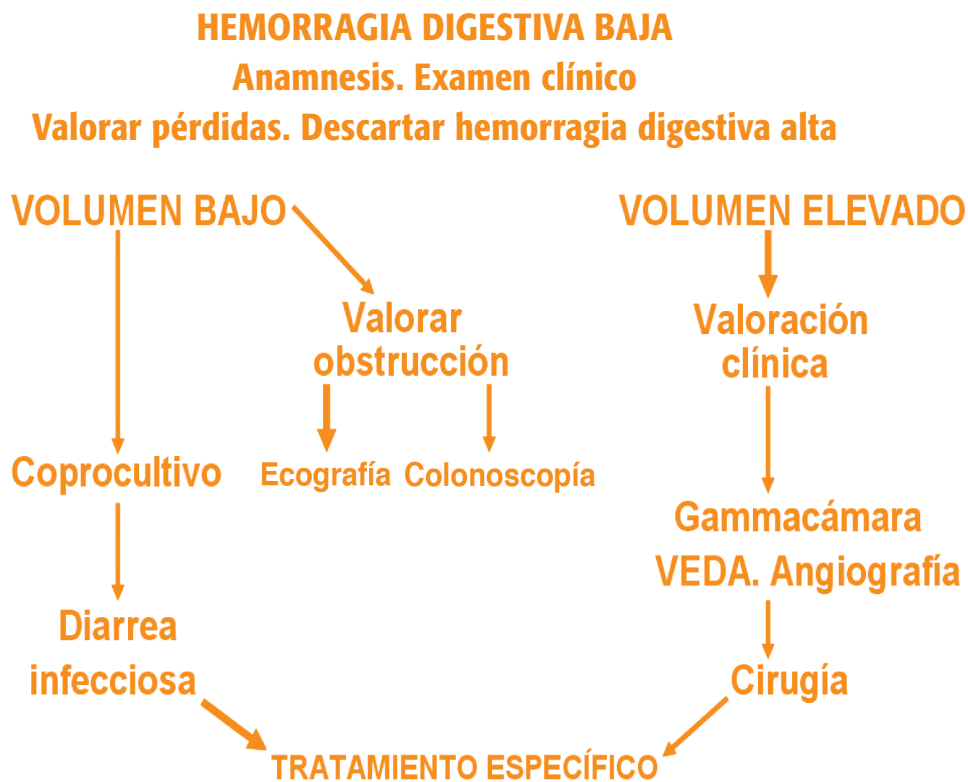 HEMORRAGIA DIGESTIVA BAJA
Anamnesis. Examen clínico
Valorar pérdidas. Descartar hemorragia digestiva alta
VOLUMEN BAJO
VOLUMEN ELEVADO
Valorar
obstrucción
Valoración
clínica
Coprocultivo
Ecografía
Colonoscopía
Gammacámara
VEDA. Angiografía
Diarrea
infecciosa
Cirugía
TRATAMIENTO ESPECÍFICO